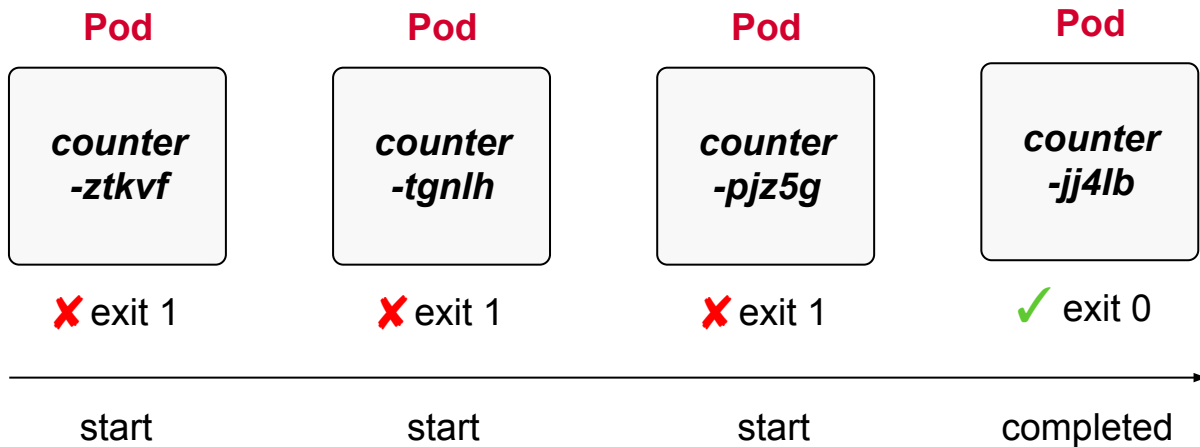 Pod
Pod
Pod
Pod
counter
-ztkvf
counter
-tgnlh
counter
-pjz5g
counter
-jj4lb
✘ exit 1
✘ exit 1
✘ exit 1
✓ exit 0
start
start
start
completed